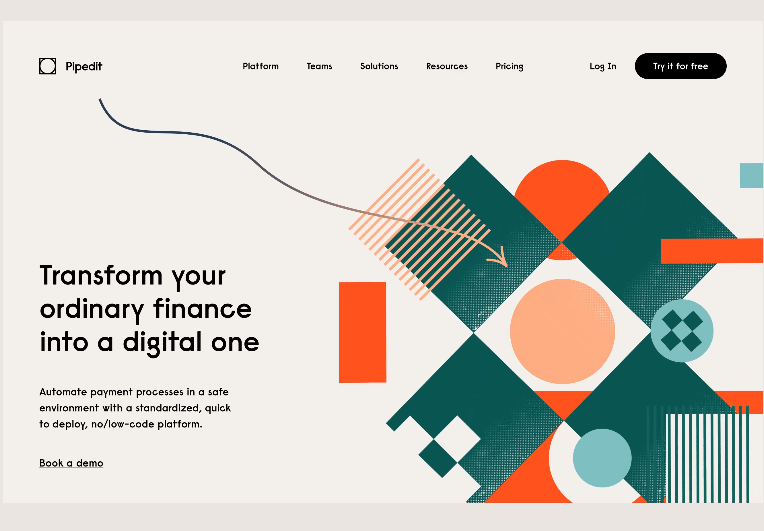 Pipedit
Platform Teams Solutions Resources Pricing Log In Try it for free
Transform your
ordinary finance
into a digital one
Automate payment processes in a safe
environment with a standardized, quick
to deploy, no/low-code platform.
Book a demo